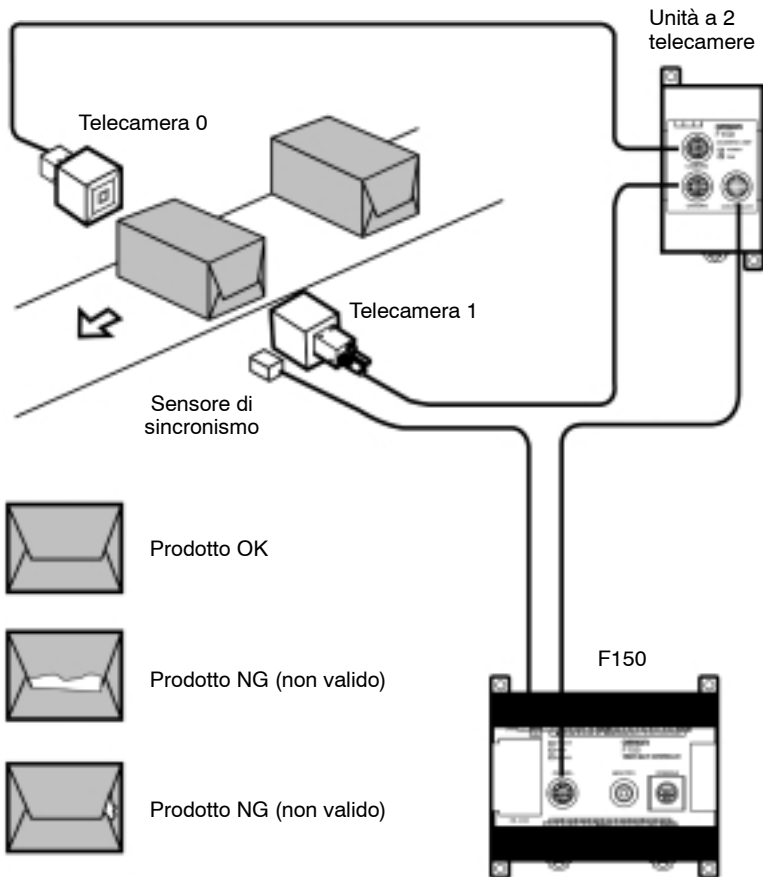 Unità a 2
telecamere
Telecamera 0
Telecamera 1
Sensore di
sincronismo
Prodotto OK
Prodotto NG (non valido)
F150
Prodotto NG (non valido)